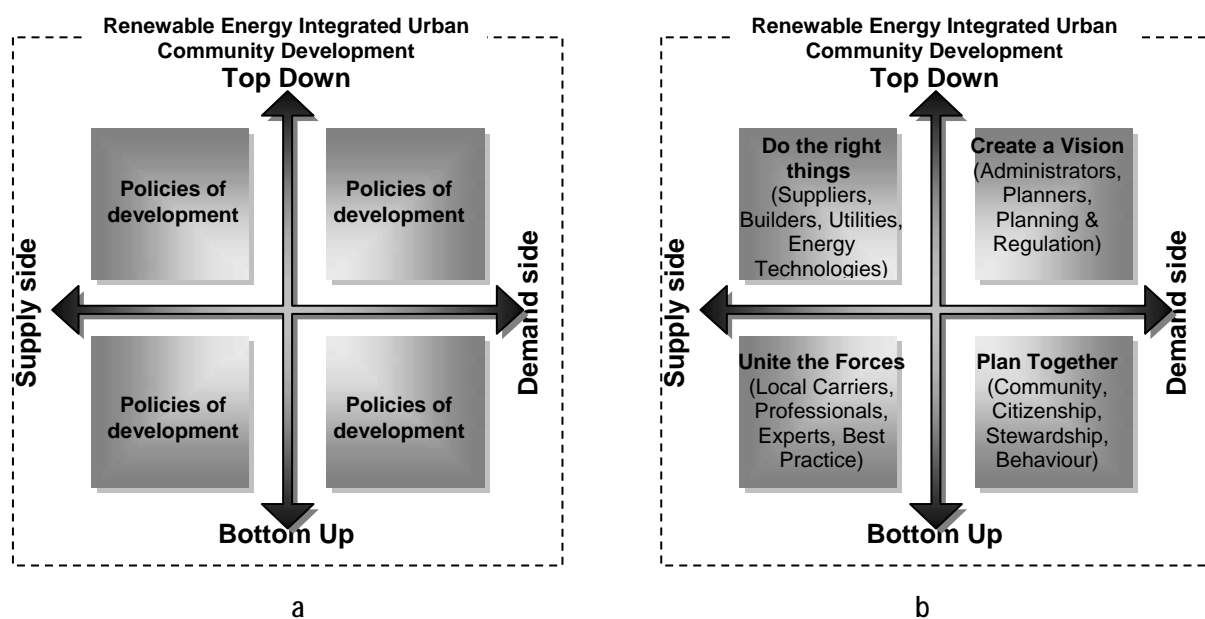 Renewable Energy Integrated Urban
Community Development
Top Down
Policies of
development
Policies of
development
Supply side
Demand side
Policies of
development
Policies of
development
Bottom Up
a
Renewable Energy Integrated Urban
Community Development
Top Down
Do the right
things
(Suppliers,
Builders, Utilities,
Energy
Technologies)
Create a Vision
(Administrators,
Planners,
Planning &
Regulation)
Supply side
Demand side
Unite the Forces
(Local Carriers,
Professionals,
Experts, Best
Practice)
Plan Together
(Community,
Citizenship,
Stewardship,
Behaviour)
Bottom Up
b